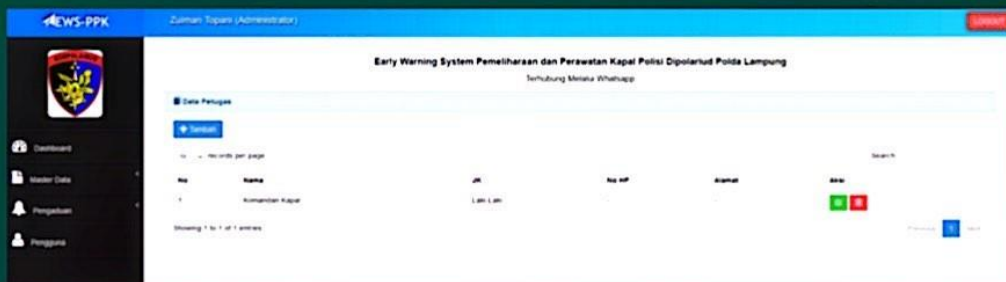 EWS-PPK
Zulman Topani (Administrator)
LOGOUT
Early Warning System Pemeliharaan dan Perawatan Kapal Polisi Dipolariud Polda Lampung
Terhubung Melalui Whatsapp
Data Petugas
Tambah
records per page
Search
No Nama JK No HP Alamat Aksi
1 Komandan Kapal Laki-Laki
Showing 1 to 1 of 1 entries
Previous 1 Next
Dashboard
Master Data
Pengaduan
Pengguna